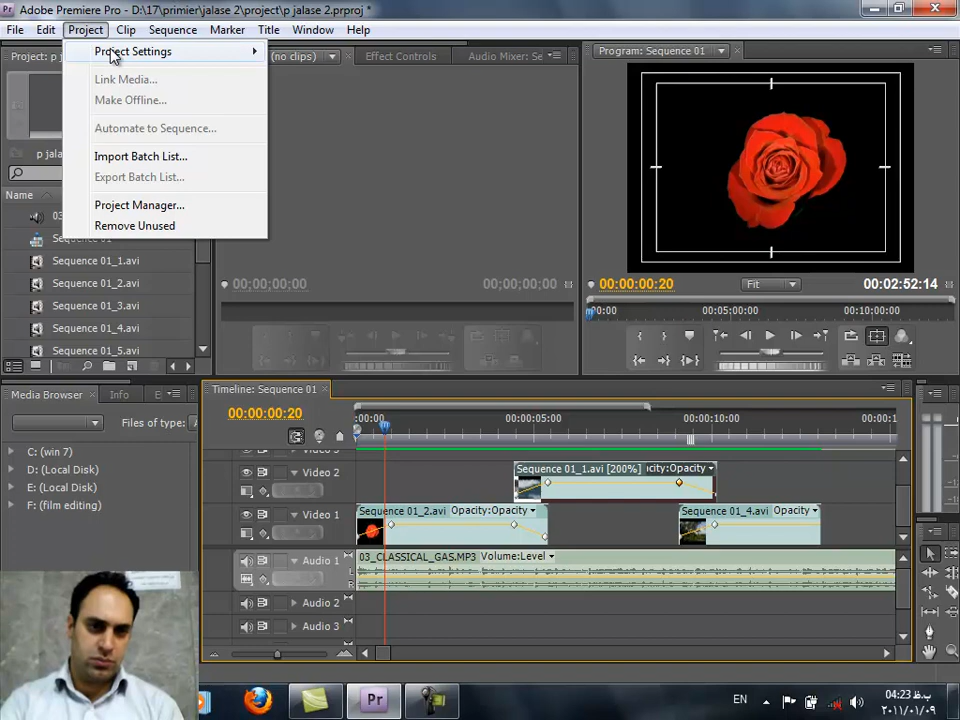 Adobe Premiere Pro - D:\17\primier\jalase 2\project\p jalase 2.prproj *
File Edit Project Clip Sequence Marker Title Window Help
Project Settings
Link Media...
Make Offline...
Automate to Sequence...
Import Batch List...
Export Batch List...
Project Manager...
Remove Unused
Project: p
(no clips)
Effect Controls
Audio Mixer: Se
Program: Sequence 01
p jala
Name
03
Sequence 01
Sequence 01_1.avi
Sequence 01_2.avi
Sequence 01_3.avi
Sequence 01_4.avi
Sequence 01_5.avi
00;00;00;00
00;00;00;00
00:00:00:20
Fit
00:02:52:14
00:00
00:05:00:00
00:10:00:00
Media Browser
Info
E
Files of type:
C: (win 7)
D: (Local Disk)
E: (Local Disk)
F: (film editing)
Timeline: Sequence 01
00:00:00:20
:00:00
00:00:05:00
00:00:10:00
00:00:1
Video 3
Video 2
Sequence 01_1.avi [200%] icity:Opacity
Video 1
Sequence 01_2.avi Opacity:Opacity
Sequence 01_4.avi Opacity
Audio 1
03_CLASSICAL_GAS.MP3 Volume:Level
L
R
Audio 2
Audio 3
Pr
EN
04:23 ب.ظ
٢٠١١/٠١/٠٩